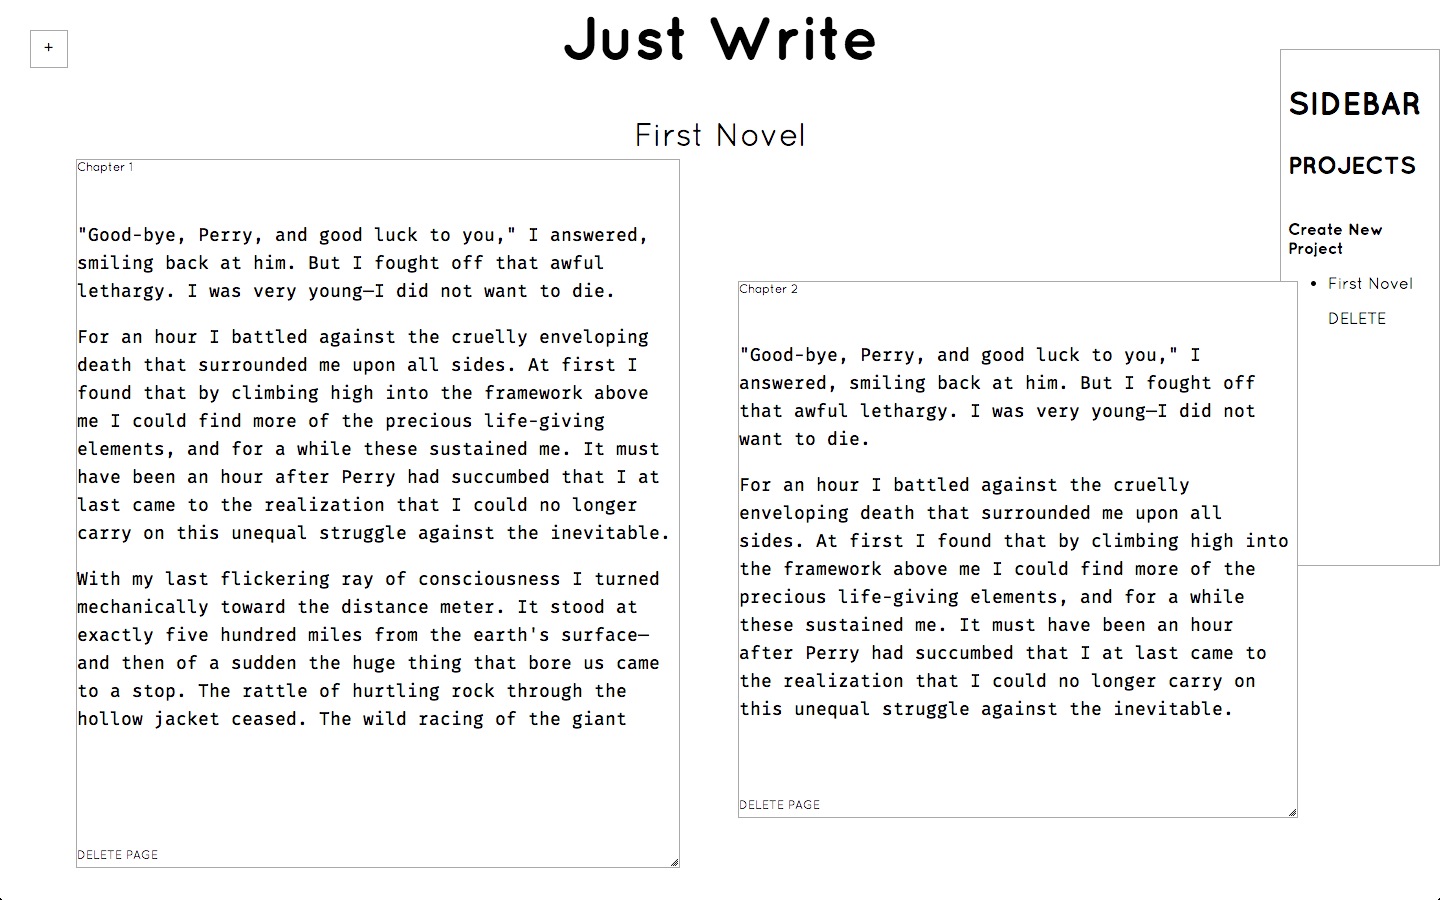 +
Just Write
First Novel
Chapter 1
"Good-bye, Perry, and good luck to you," I answered,
smiling back at him. But I fought off that awful
lethargy. I was very young—I did not want to die.
For an hour I battled against the cruelly enveloping
death that surrounded me upon all sides. At first I
found that by climbing high into the framework above
me I could find more of the precious life-giving
elements, and for a while these sustained me. It must
have been an hour after Perry had succumbed that I at
last came to the realization that I could no longer
carry on this unequal struggle against the inevitable.
With my last flickering ray of consciousness I turned
mechanically toward the distance meter. It stood at
exactly five hundred miles from the earth's surface—
and then of a sudden the huge thing that bore us came
to a stop. The rattle of hurtling rock through the
hollow jacket ceased. The wild racing of the giant
DELETE PAGE
Chapter 2
"Good-bye, Perry, and good luck to you," I
answered, smiling back at him. But I fought off
that awful lethargy. I was very young—I did not
want to die.
For an hour I battled against the cruelly
enveloping death that surrounded me upon all
sides. At first I found that by climbing high into
the framework above me I could find more of the
precious life-giving elements, and for a while
these sustained me. It must have been an hour
after Perry had succumbed that I at last came to
the realization that I could no longer carry on
this unequal struggle against the inevitable.
DELETE PAGE
SIDEBAR
PROJECTS
Create New
Project
• First Novel
DELETE